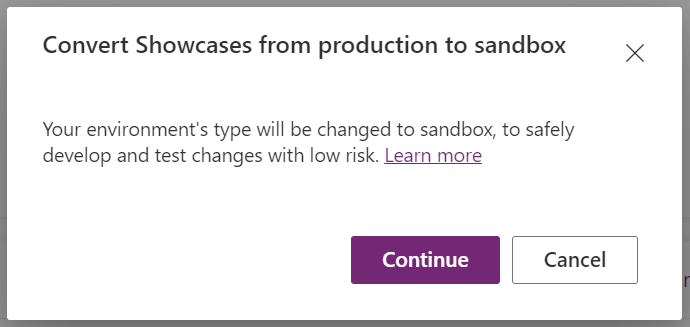 Convert Showcases from production to sandbox
Your environment's type will be changed to sandbox, to safely
develop and test changes with low risk. Learn more
Continue
Cancel